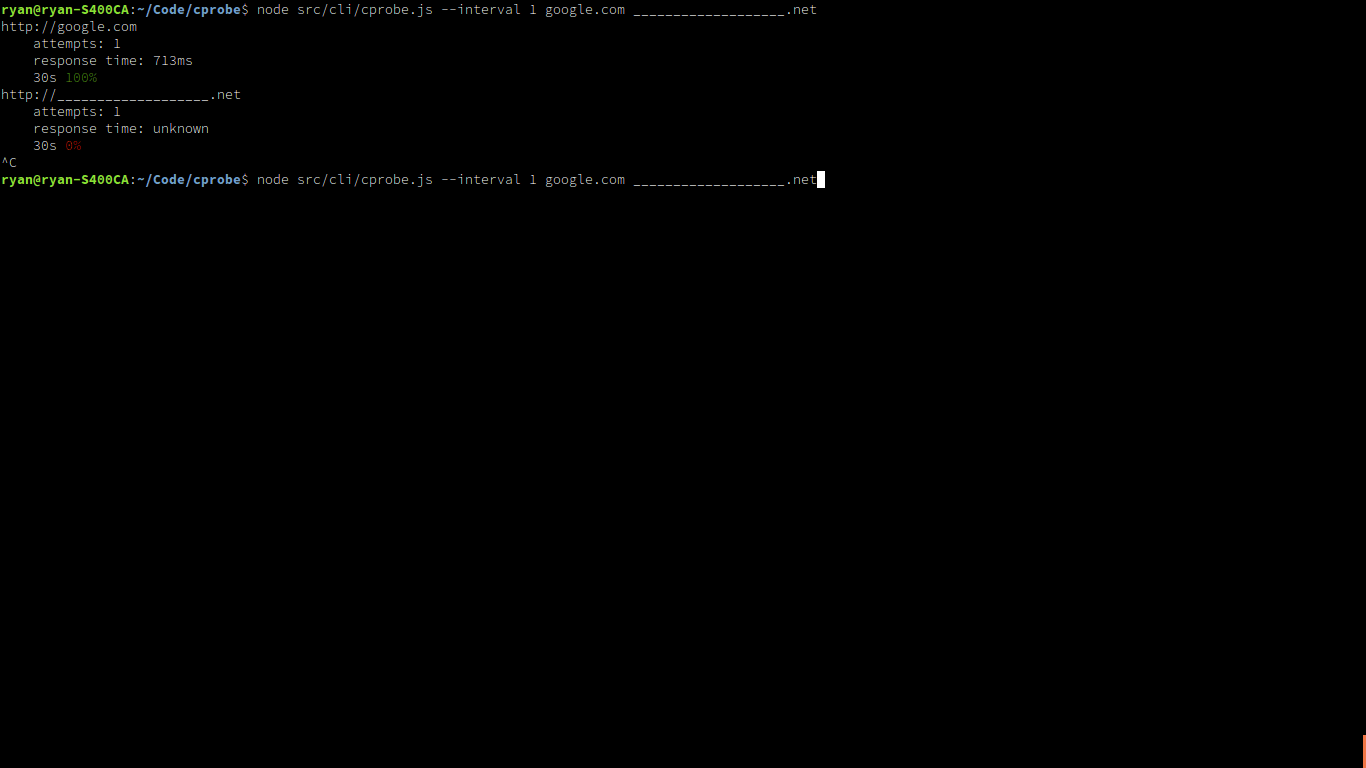 ryan@ryan-S400CA:~/Code/cprobe$ node src/cli/cprobe.js --interval 1 google.com ___________________.net
http://google.com
    attempts: 1
    response time: 713ms
    30s 100%
http://___________________.net
    attempts: 1
    response time: unknown
    30s 0%
^C
ryan@ryan-S400CA:~/Code/cprobe$ node src/cli/cprobe.js --interval 1 google.com ___________________.net